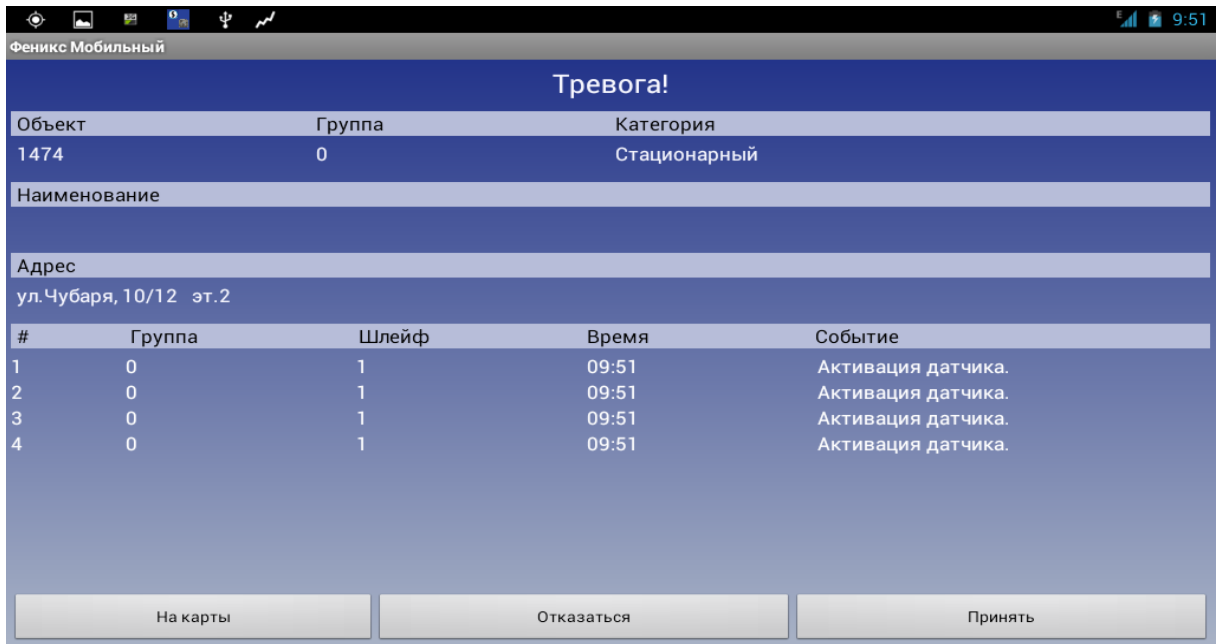 E 9:51
Феникс Мобильный
Тревога!
Объект Группа Категория
1474 0 Стационарный
Наименование
Адрес
ул.Чубаря, 10/12 эт.2
# Группа Шлейф Время Событие
1 0 1 09:51 Активация датчика.
2 0 1 09:51 Активация датчика.
3 0 1 09:51 Активация датчика.
4 0 1 09:51 Активация датчика.
На карты Отказаться Принять